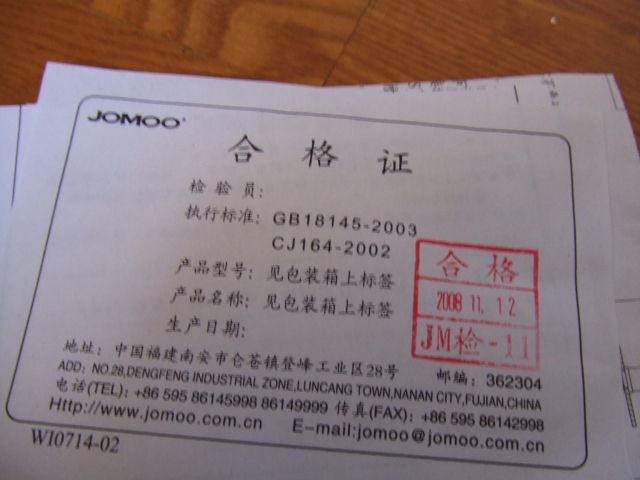 JOMOO
合格证
检验员：
执行标准：GB18145-2003
CJ164-2002
产品型号：见包装箱上标签
产品名称：见包装箱上标签
生产日期：
合格
2008 11, 12
JM检-11
地址：中国福建南安市仑苍镇登峰工业区28号 邮编：362304
ADD: NO.28,DENGFENG INDUSTRIAL ZONE,LUNCANG TOWN,NANAN CITY,FUJIAN,CHINA
电话(TEL): +86 595 86145998 86149999 传真(FAX): +86 595 86142998
Http://www.jomoo.com.cn E-mail:jomoo@jomoo.com.cn
WI0714-02